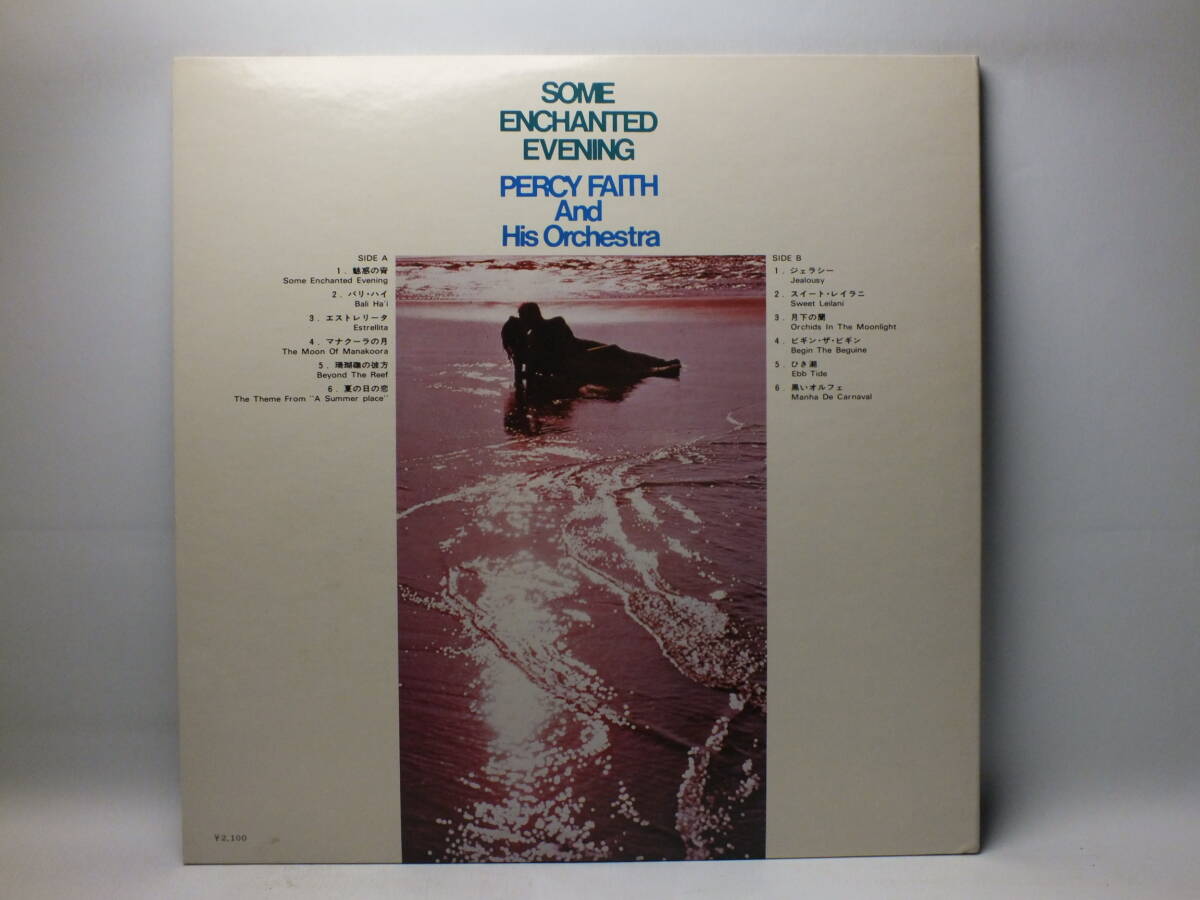 SOME
ENCHANTED
EVENING
PERCY FAITH
And
His Orchestra
SIDE A
1. 魅惑の宵
Some Enchanted Evening
2. バリ・ハイ
Bali Ha'i
3. エストレリータ
Estrellita
4. マナクーラの月
The Moon Of Manakoora
5. 珊瑚礁の彼方
Beyond The Reef
6. 夏の日の恋
The Theme From "A Summer place"
SIDE B
1. ジェラシー
Jealousy
2. スイート・レイラニ
Sweet Leilani
3. 月下の蘭
Orchids In The Moonlight
4. ビギン・ザ・ビギン
Begin The Beguine
5. ひき潮
Ebb Tide
6 黒いオルフェ
Manha De Carnaval
¥2,100